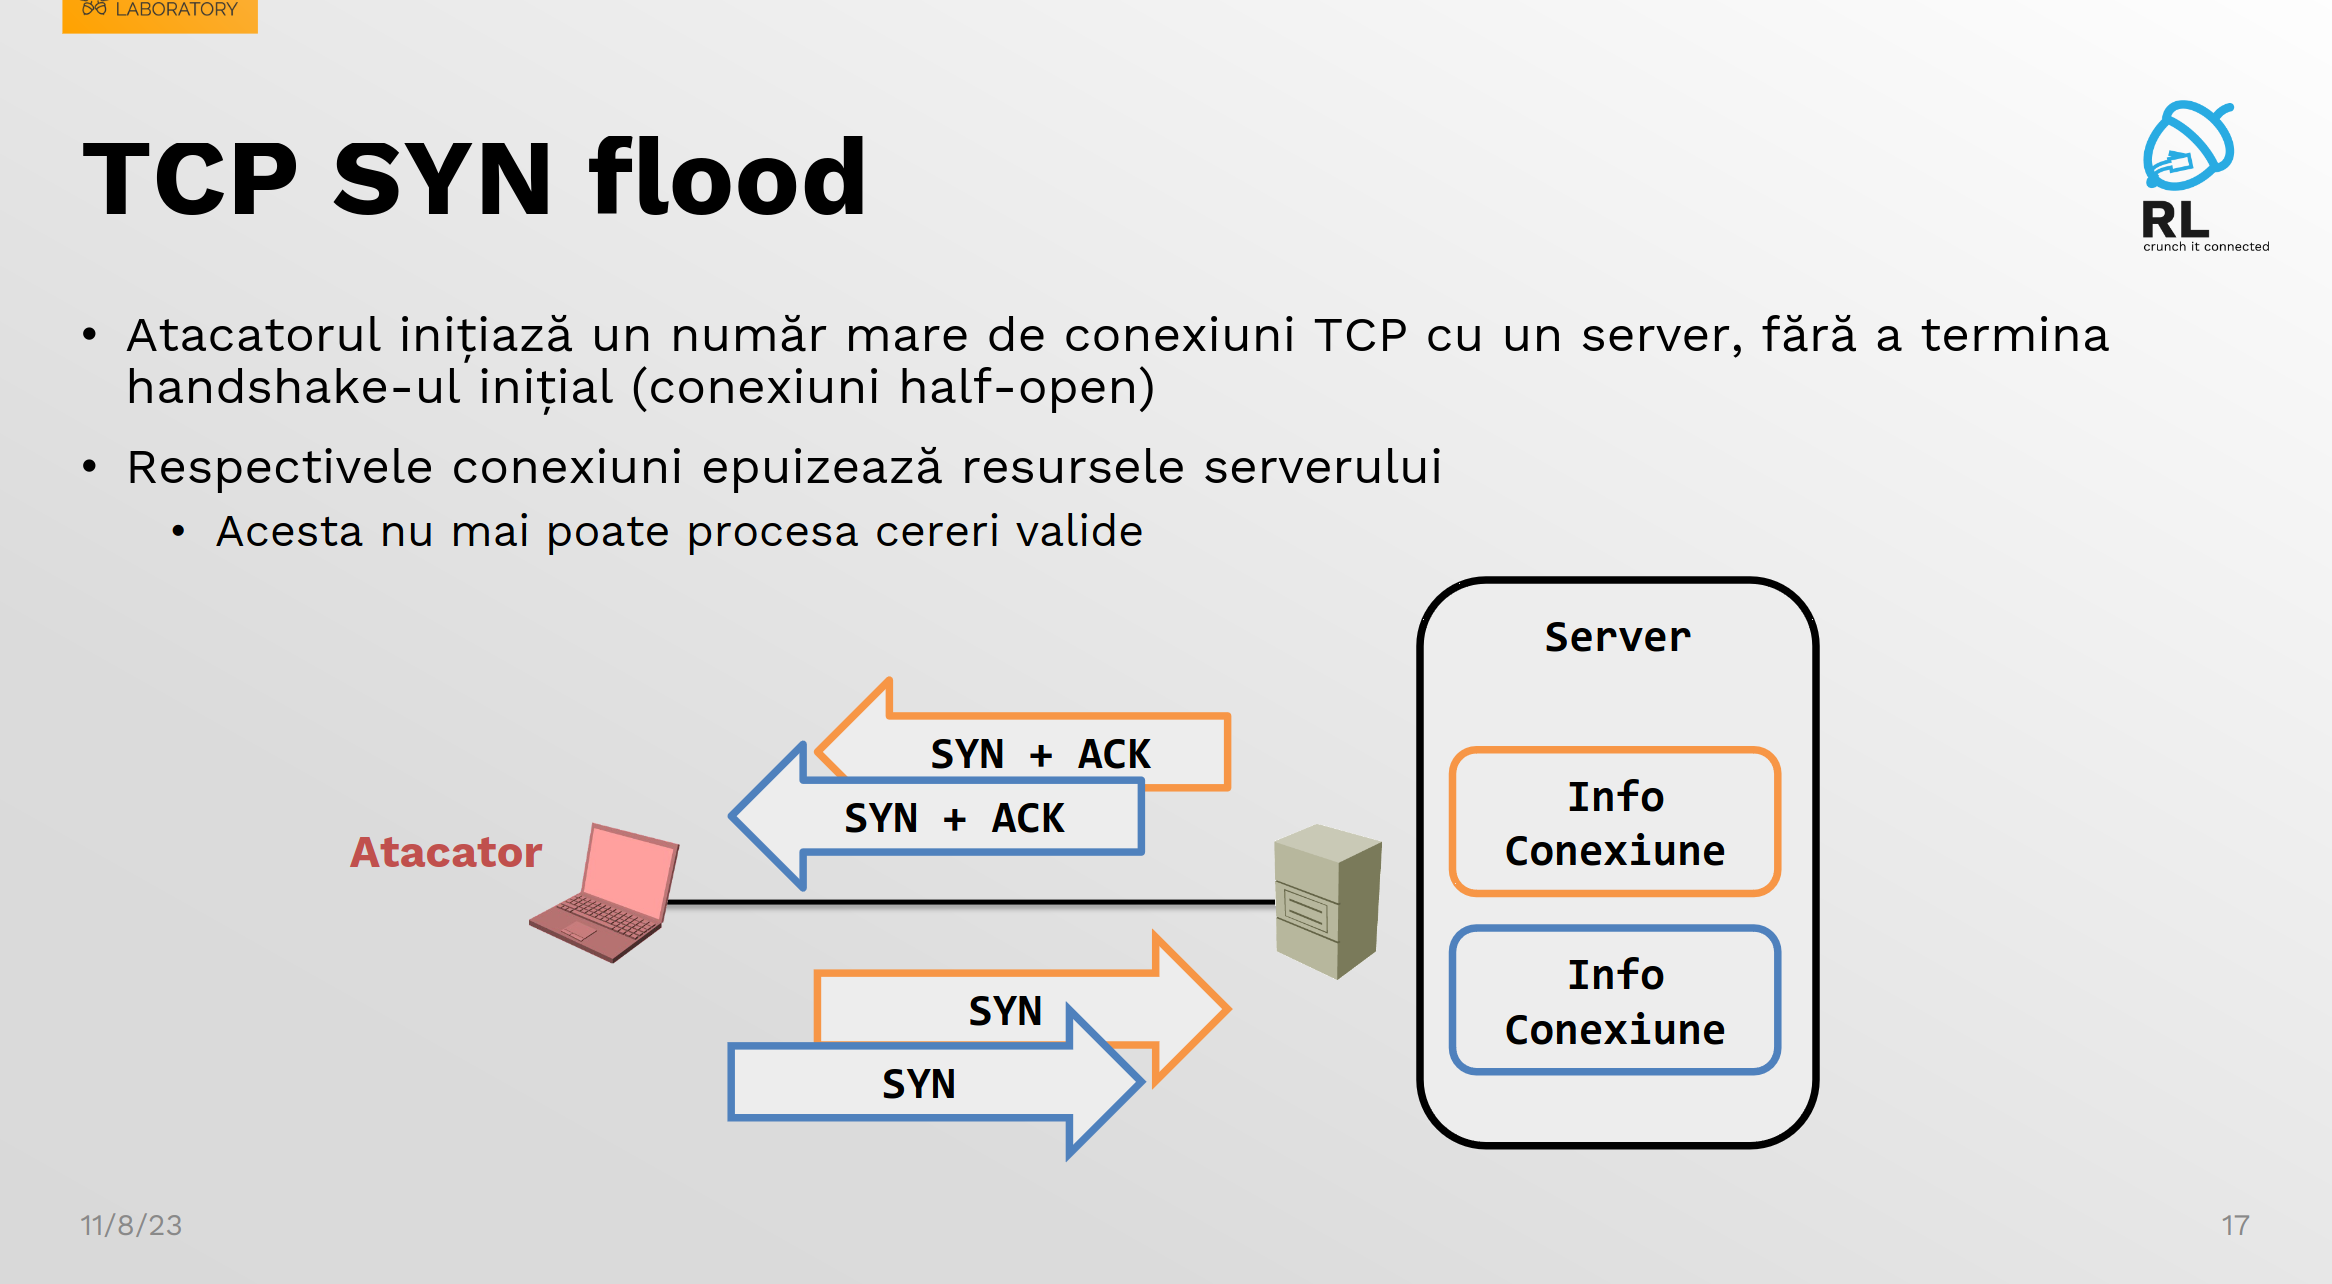 LABORATORY
TCP SYN flood
RL
crunch it connected
• Atacatorul inițiază un număr mare de conexiuni TCP cu un server, fără a termina
handshake-ul inițial (conexiuni half-open)
• Respectivele conexiuni epuizează resursele serverului
• Acesta nu mai poate procesa cereri valide
Server
SYN + ACK
SYN + ACK
Info
Conexiune
Atacator
Info
Conexiune
SYN
SYN
11/8/23
17